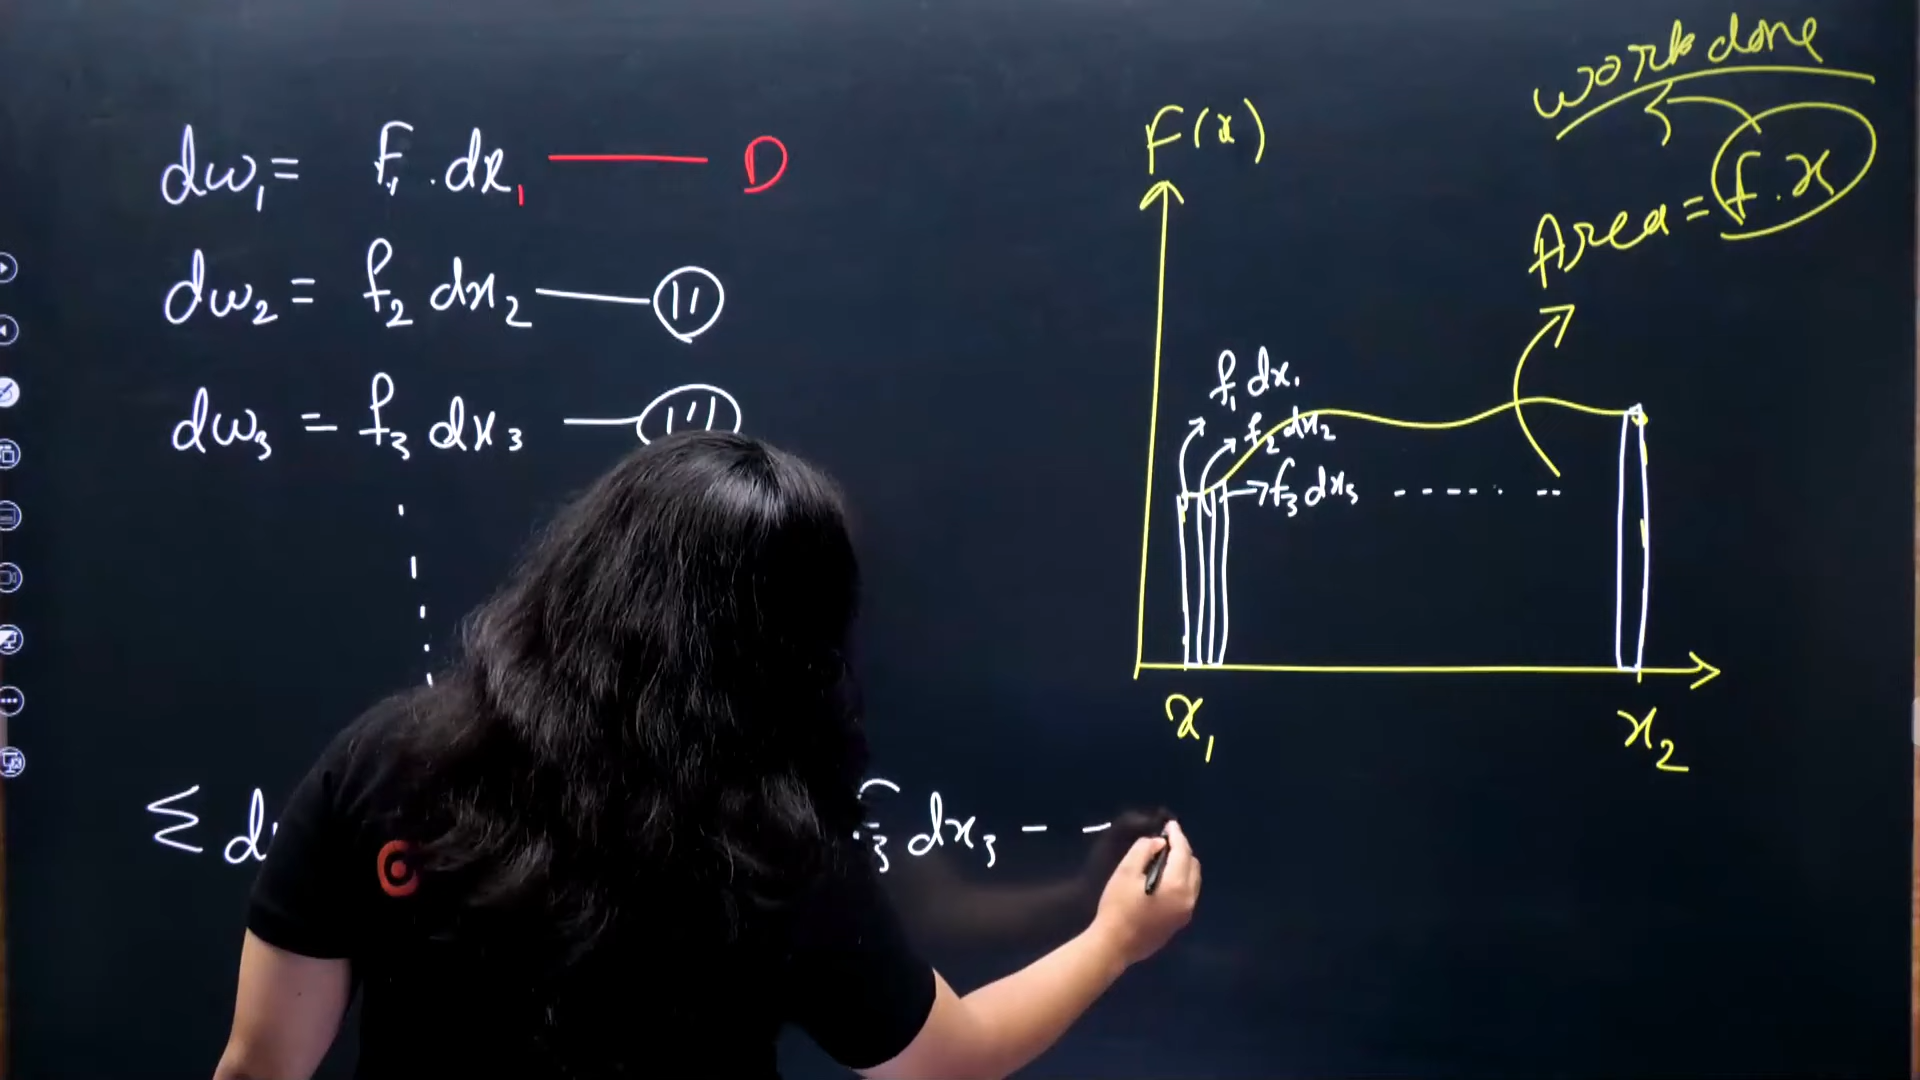 dw₁ = F₁ . dx₁ —— D
dw₂ = f₂ dx₂ —— (II)
dw₃ = f₃ dx₃ —— (III)
Σ d
₃ dx₃ - -
work done
F(x)
Area = f.x
f₁ dx₁
f₂ dx₂
f₃ dx₃ ----- --
x₁
x₂